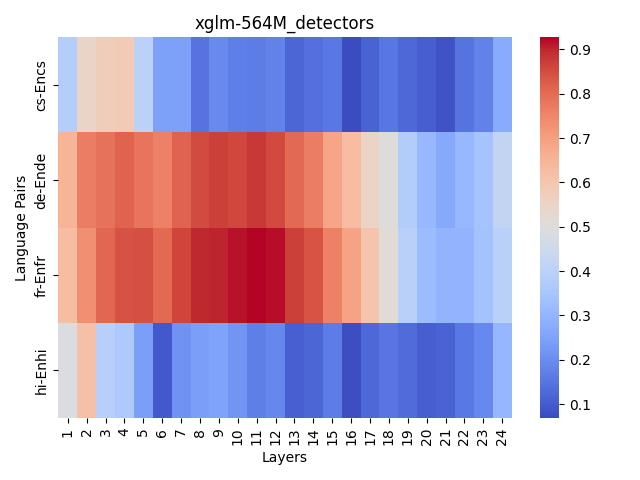 xglm-564M_detectors
Language Pairs
cs-Encs
de-Ende
fr-Enfr
hi-Enhi
1 2 3 4 5 6 7 8 9 10 11 12 13 14 15 16 17 18 19 20 21 22 23 24
Layers
0.9
0.8
0.7
0.6
0.5
0.4
0.3
0.2
0.1